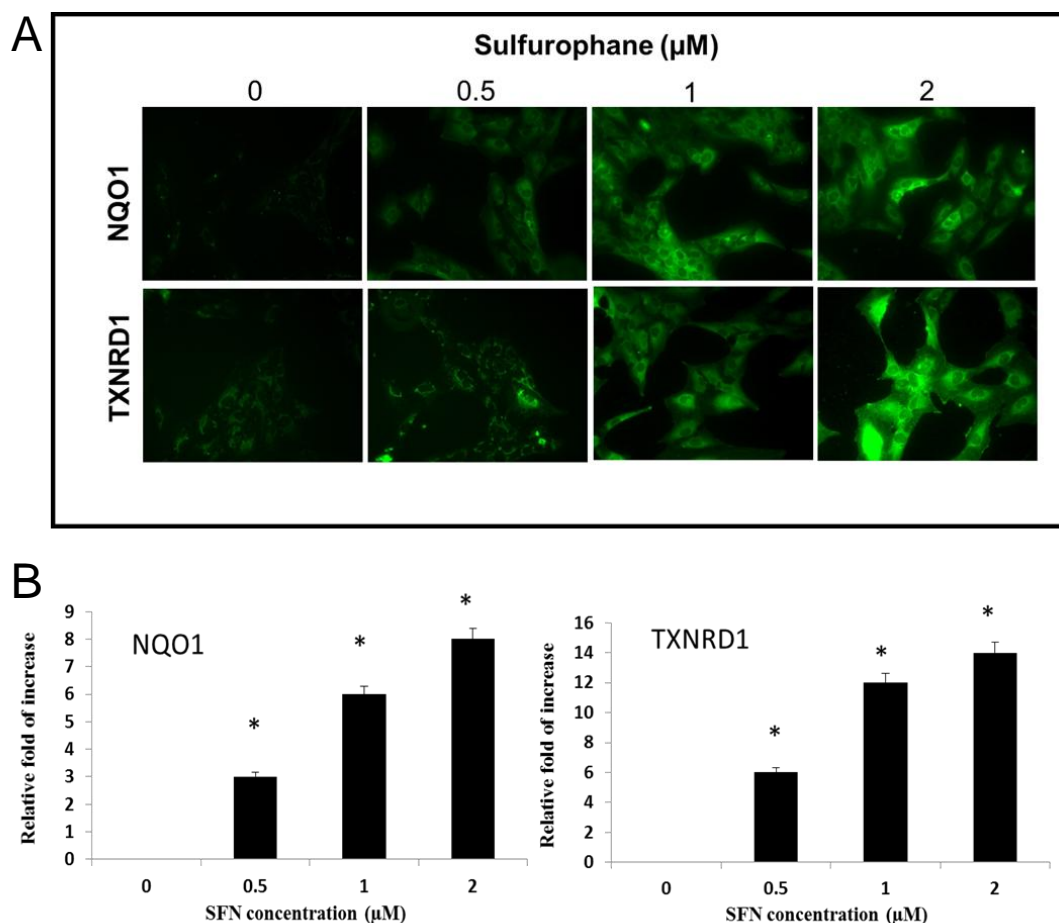 A
Sulfurophane (µM)
0 0.5 1 2
NQO1
TXNRD1
B
Relative fold of increase
9
8
7
6
5
4
3
2
1
0
NQO1
*
*
*
0 0.5 1 2
SFN concentration (µM)
Relative fold of increase
16
14
12
10
8
6
4
2
0
TXNRD1
*
*
*
0 0.5 1 2
SFN concentration (µM)